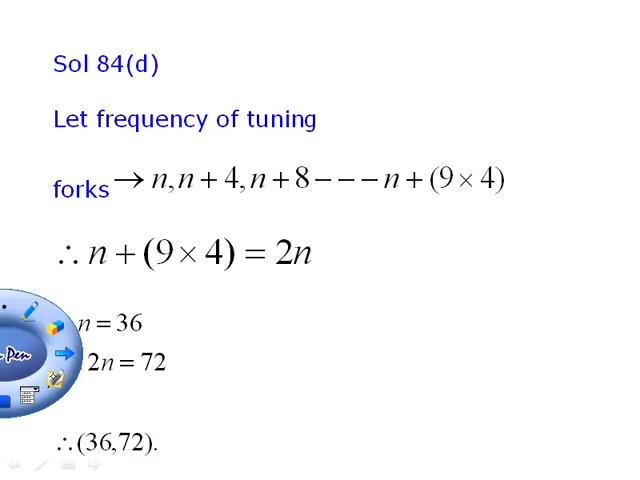 Sol 84(d)
Let frequency of tuning
forks → n, n + 4, n + 8 − − − n + (9 × 4)
∴ n + (9 × 4) = 2n
n = 36
2n = 72
∴ (36,72).
Pen